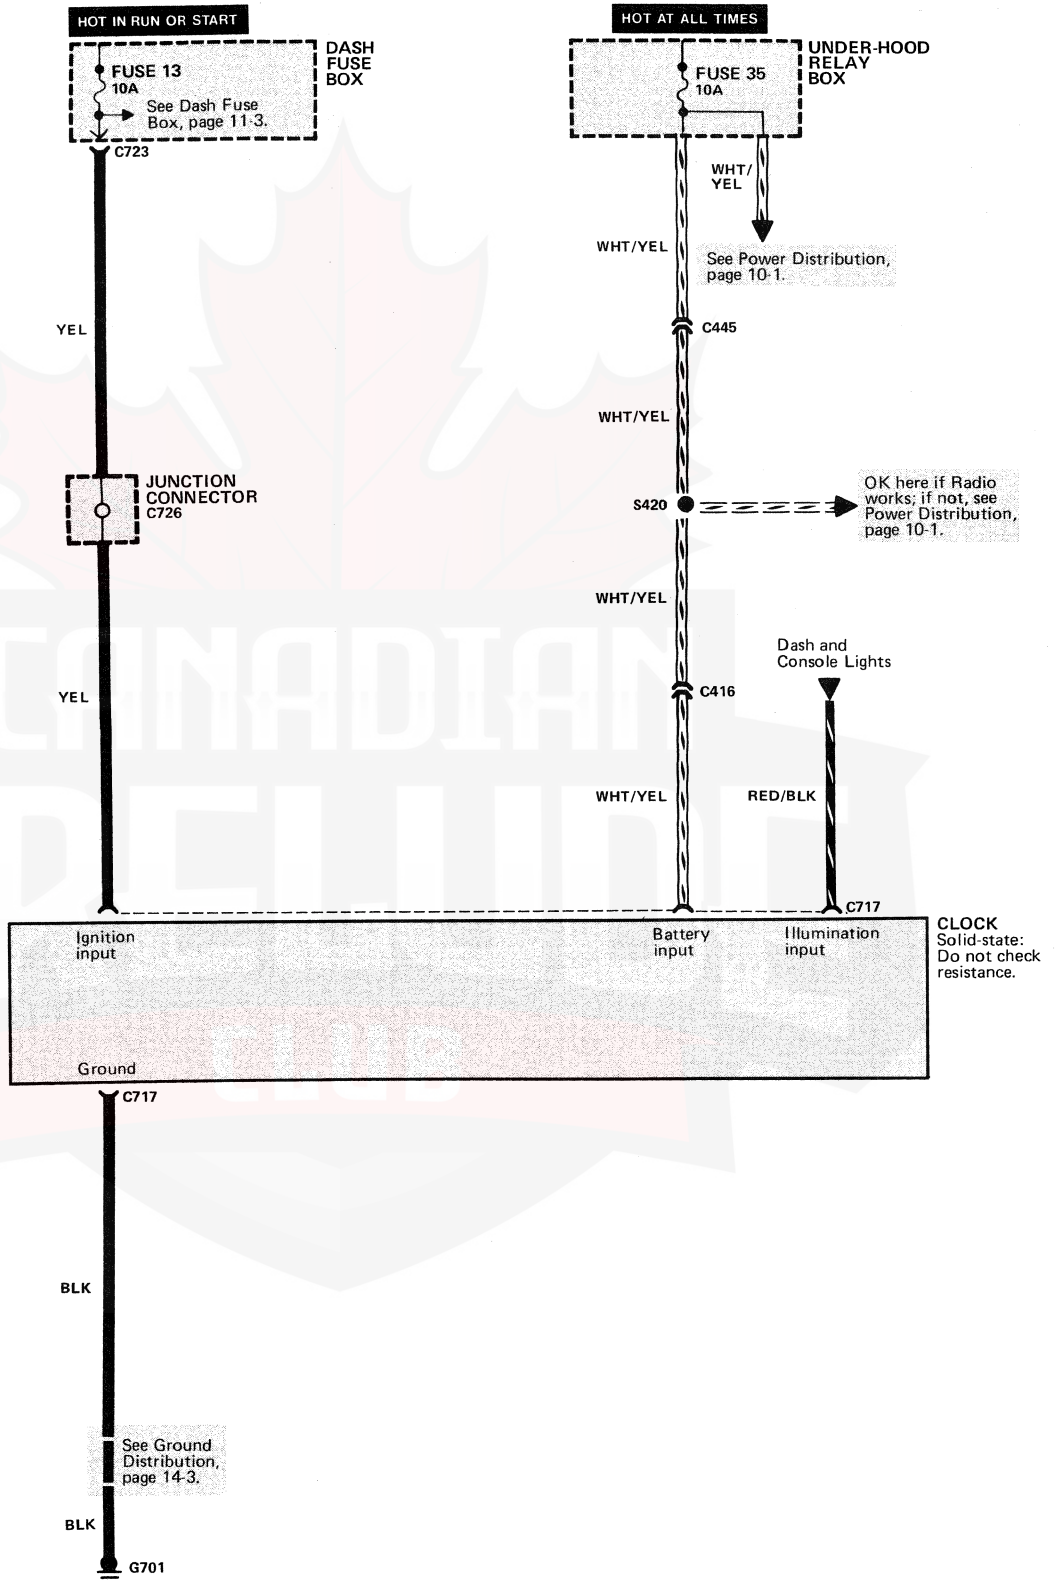 HOT IN RUN OR START
HOT AT ALL TIMES
DASH
FUSE
BOX
FUSE 13
10A
See Dash Fuse
Box, page 11-3.
C723
UNDER-HOOD
RELAY
BOX
FUSE 35
10A
WHT/
YEL
WHT/YEL
See Power Distribution,
page 10-1.
YEL
C445
WHT/YEL
JUNCTION
CONNECTOR
C726
S420
OK here if Radio
works; if not, see
Power Distribution,
page 10-1.
WHT/YEL
CANADIAN
Dash and
Console Lights
YEL
C416
WHT/YEL
RED/BLK
PRELUDE
C717
CLOCK
Solid-state:
Do not check
resistance.
Ignition
input
Battery
input
Illumination
input
CLUB
Ground
C717
BLK
See Ground
Distribution,
page 14-3.
BLK
G701